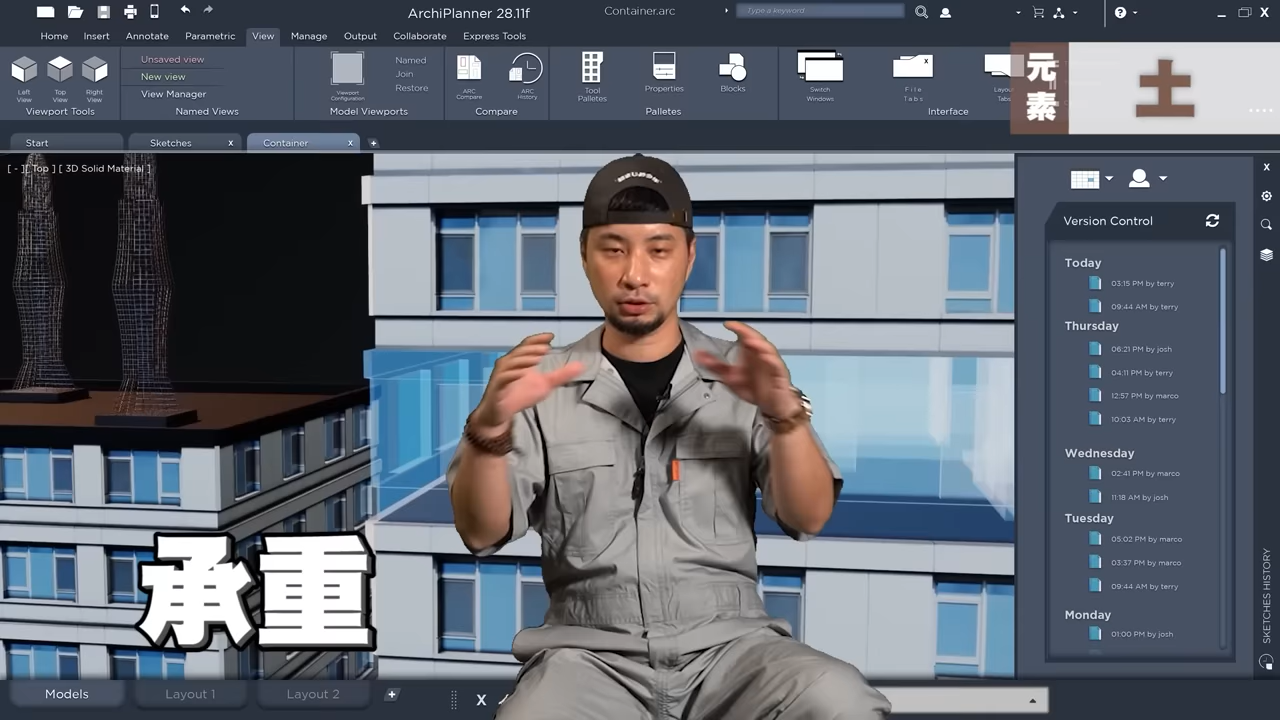 ArchiPlanner 28.11f
Container.arc
Type a keyword
Home Insert Annotate Parametric View Manage Output Collaborate Express Tools
Left View
Top View
Right View
Viewport Tools
Unsaved view
New view
View Manager
Named Views
Viewport Configuration
Named
Join
Restore
Model Viewports
ARC Compare
ARC History
Compare
Tool Palletes
Properties
Blocks
Palletes
Switch Windows
File Tabs
Interface
元素
土
Start
Sketches x
Container x
[ - ][ Top ] [ 3D Solid Material ]
Version Control
Today
03:15 PM by terry
09:44 AM by terry
Thursday
06:21 PM by josh
04:11 PM by terry
12:57 PM by marco
10:03 AM by terry
Wednesday
02:41 PM by marco
11:18 AM by josh
Tuesday
05:02 PM by marco
03:37 PM by marco
09:44 AM by terry
Monday
01:00 PM by josh
SKETCHES HISTORY
承重
Models Layout 1 Layout 2
X